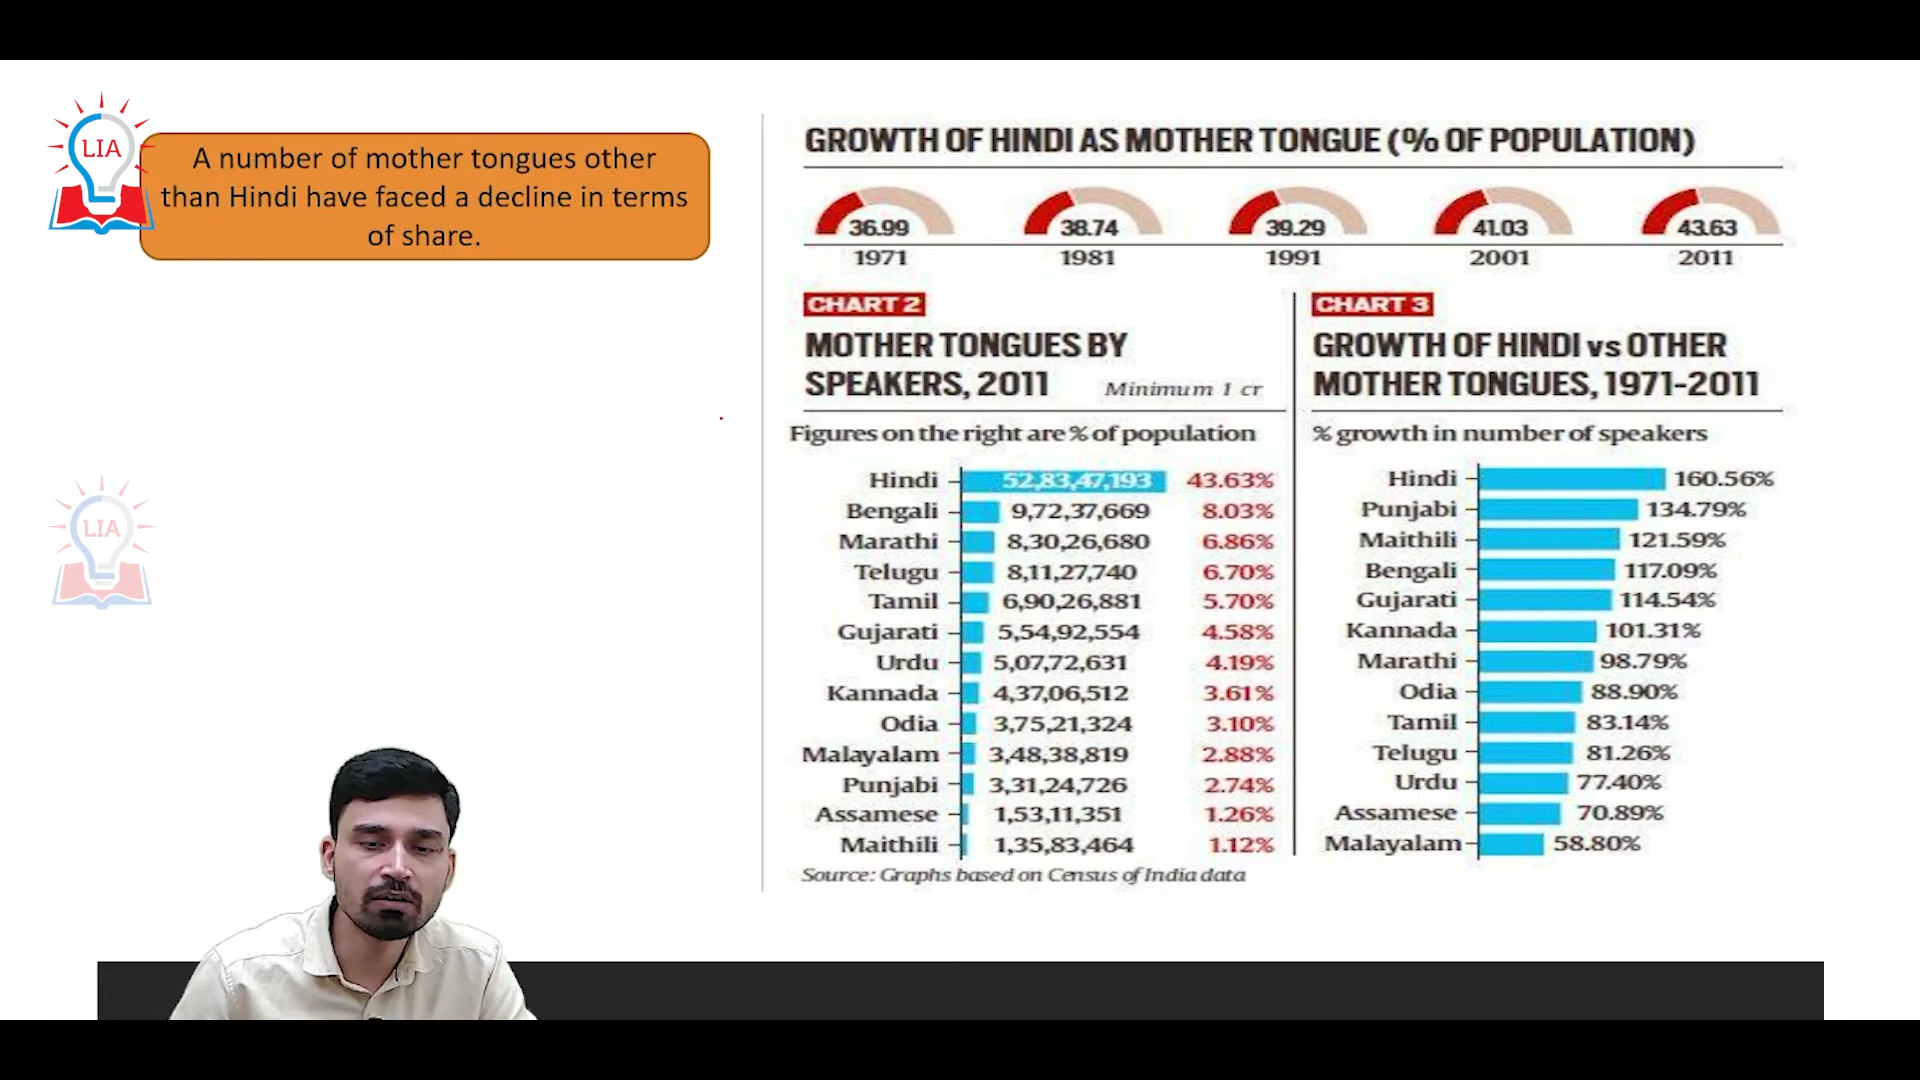 LIA
A number of mother tongues other
than Hindi have faced a decline in terms
of share.
LIA
GROWTH OF HINDI AS MOTHER TONGUE (% OF POPULATION)
36.99 38.74 39.29 41.03 43.63
1971 1981 1991 2001 2011
CHART 2
MOTHER TONGUES BY
SPEAKERS, 2011 Minimum 1 cr
Figures on the right are % of population
Hindi 52,83,47,193 43.63%
Bengali 9,72,37,669 8.03%
Marathi 8,30,26,680 6.86%
Telugu 8,11,27,740 6.70%
Tamil 6,90,26,881 5.70%
Gujarati 5,54,92,554 4.58%
Urdu 5,07,72,631 4.19%
Kannada 4,37,06,512 3.61%
Odia 3,75,21,324 3.10%
Malayalam 3,48,38,819 2.88%
Punjabi 3,31,24,726 2.74%
Assamese 1,53,11,351 1.26%
Maithili 1,35,83,464 1.12%
Source: Graphs based on Census of India data
CHART 3
GROWTH OF HINDI vs OTHER
MOTHER TONGUES, 1971-2011
% growth in number of speakers
Hindi 160.56%
Punjabi 134.79%
Maithili 121.59%
Bengali 117.09%
Gujarati 114.54%
Kannada 101.31%
Marathi 98.79%
Odia 88.90%
Tamil 83.14%
Telugu 81.26%
Urdu 77.40%
Assamese 70.89%
Malayalam 58.80%